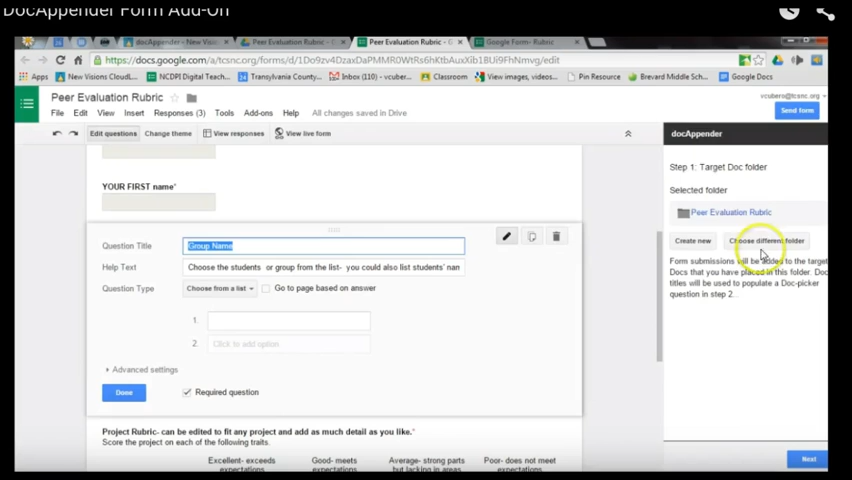 DocAppender Form Add-On
docAppender - New Visi
Peer Evaluation Rubric -
Peer Evaluation Rubric - G
Google Form- Rubric
https://docs.google.com/a/tcsnc.org/forms/d/1Do9zv4DzaxPMMR0WtRs6hKtbAuxXib1BUi9FhNmvg/edit
Apps
New Visions CloudL...
NCDPI Digital Teach...
Transylvania County...
Inbox (110) - vcuber...
Classroom
View images, videos...
Pin Resource
Brevard Middle Sch...
Google Docs
Peer Evaluation Rubric
vcubero@tcsnc.org
File Edit View Insert Responses (3) Tools Add-ons Help All changes saved in Drive
Send form
Edit questions Change theme View responses View live form
docAppender
Step 1: Target Doc folder
YOUR FIRST name*
Selected folder
Peer Evaluation Rubric
Question Title Group Name
Create new Choose different folder
Help Text Choose the students or group from the list- you could also list students' nam
Form submissions will be added to the target
Docs that you have placed in this folder. Doc
titles will be used to populate a Doc-picker
question in step 2.
Question Type Choose from a list Go to page based on answer
1.
2. Click to add option
Advanced settings
Done Required question
Project Rubric- can be edited to fit any project and add as much detail as you like.*
Score the project on each of the following traits.
Excellent- exceeds Good- meets Average- strong parts Poor- does not meet
expectations expectations but lacking in areas expectations
Next